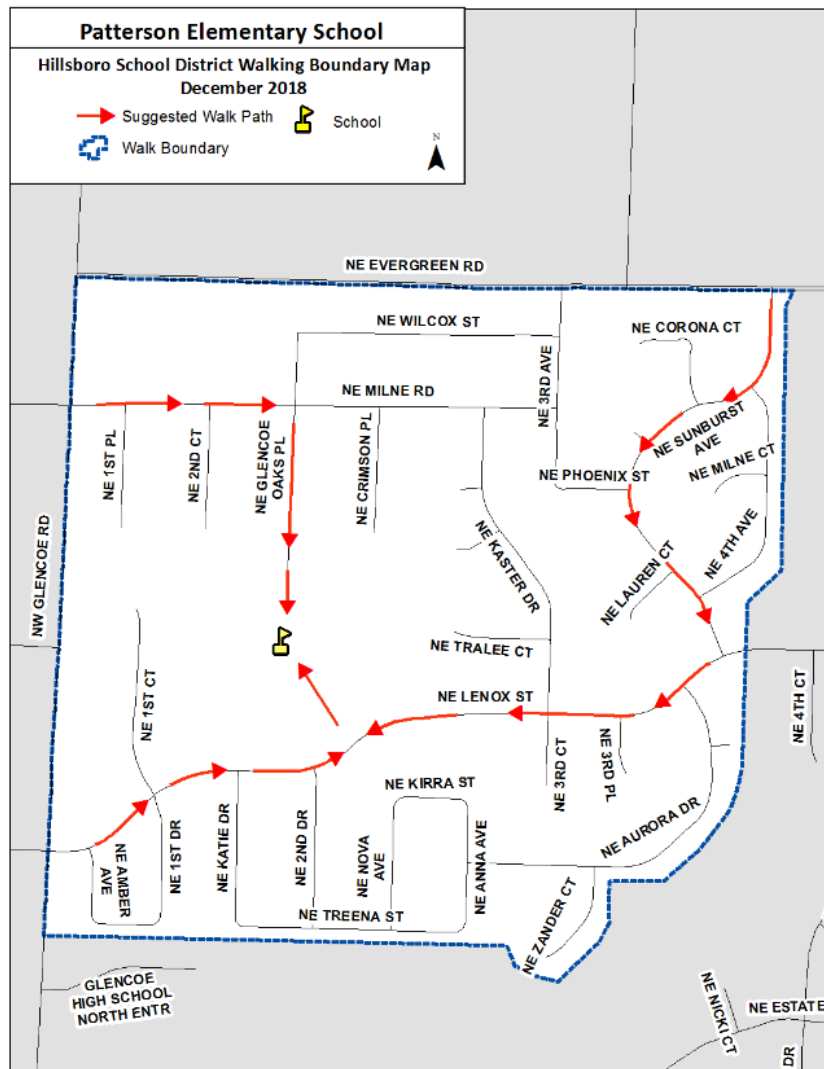 Patterson Elementary School
Hillsboro School District Walking Boundary Map
December 2018
Suggested Walk Path
School
Walk Boundary
N
NE EVERGREEN RD
NE WILCOX ST
NE CORONA CT
NE 3RD AVE
NE MILNE RD
NE 1ST PL
NE 2ND CT
NE GLENCOE
OAKS PL
NE CRIMSON PL
NE SUNBURST
AVE
NE PHOENIX ST
NE MILNE CT
NW GLENCOE RD
NE KASTER DR
NE LAUREN CT
NE 4TH AVE
NE TRALEE CT
NE 1ST CT
NE LENOX ST
NE 4TH CT
NE 3RD CT
NE 3RD PL
NE KIRRA ST
NE AMBER
AVE
NE 1ST DR
NE KATIE DR
NE 2ND DR
NE NOVA
AVE
NE ANNA AVE
NE AURORA DR
NE TREENA ST
NE ZANDER CT
GLENCOE
HIGH SCHOOL
NORTH ENTR
NE NICKI CT
NE ESTATE
DR